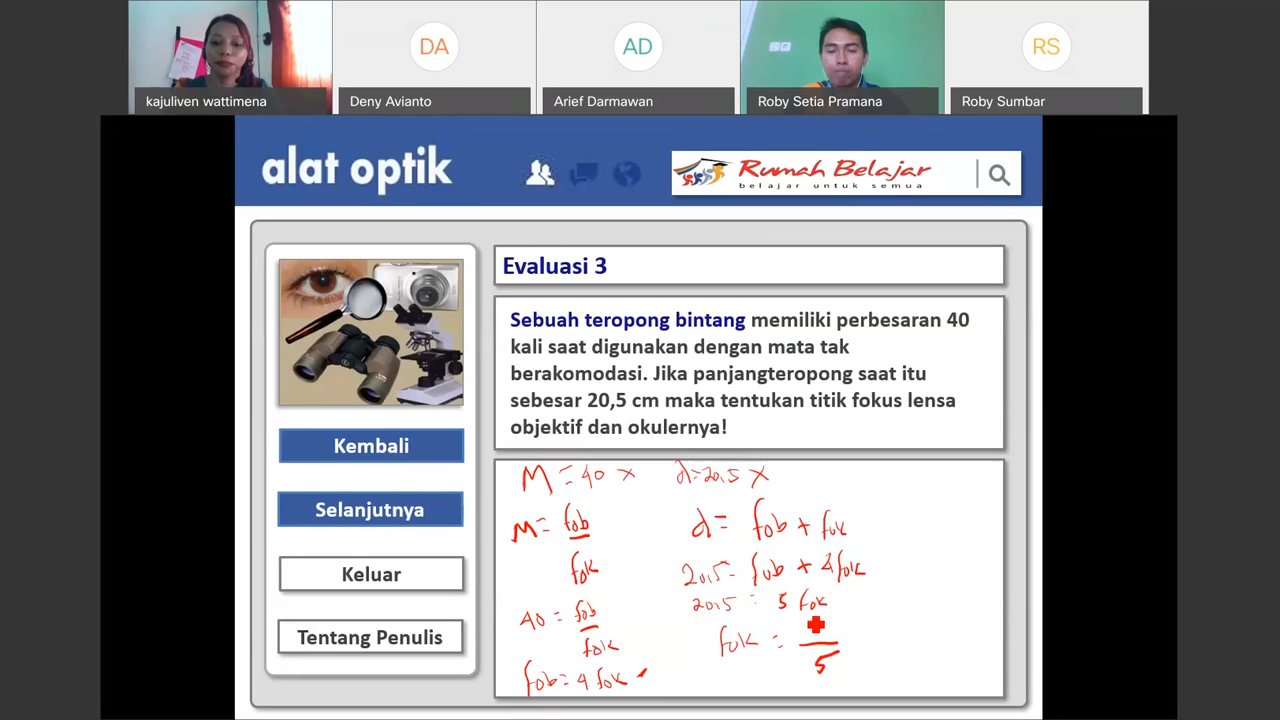 DA
AD
RS
kajuliven wattimena
Deny Avianto
Arief Darmawan
Roby Setia Pramana
Roby Sumbar
alat optik
Rumah Belajar
belajar untuk semua
Evaluasi 3
Sebuah teropong bintang memiliki perbesaran 40
kali saat digunakan dengan mata tak
berakomodasi. Jika panjangteropong saat itu
sebesar 20,5 cm maka tentukan titik fokus lensa
objektif dan okulernya!
Kembali
Selanjutnya
Keluar
Tentang Penulis
M = 40 x
d = 20,5 x
M = fob
fok
40 = fob
fok
fob = 4 fok
d = fob + fok
20,5 = fob + 4 fok
20,5 = 5 fok
fok =
5